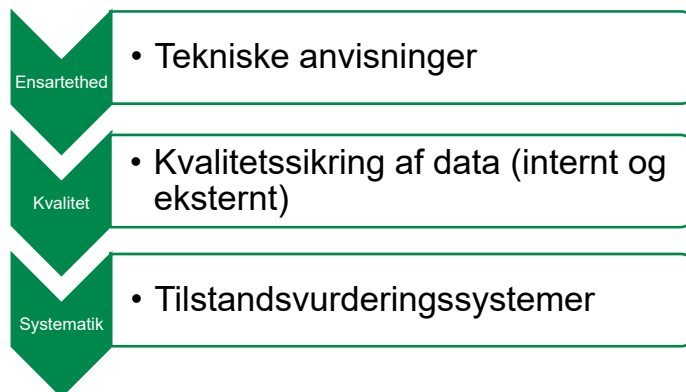 Ensartethed
• Tekniske anvisninger
Kvalitet
• Kvalitetssikring af data (internt og
eksternt)
Systematik
• Tilstandsvurderingssystemer